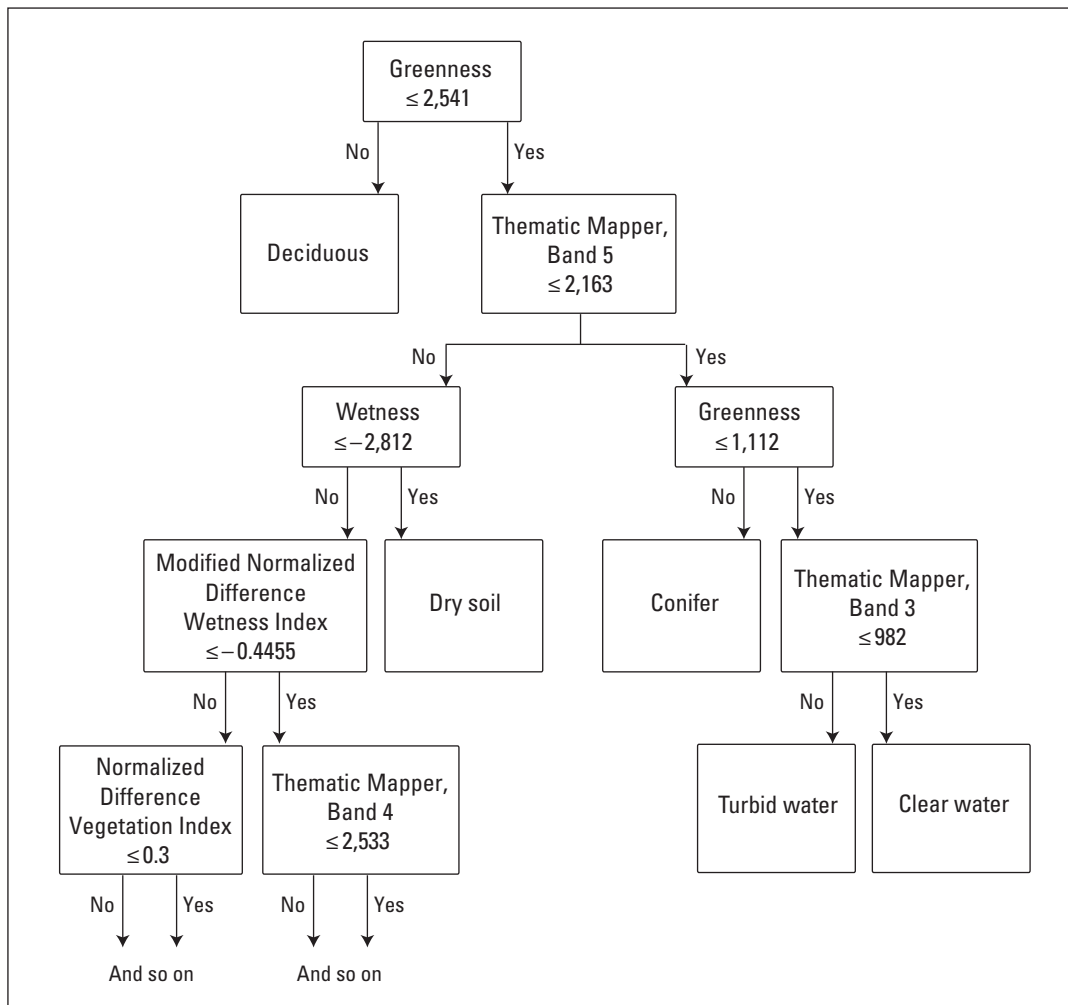 Greenness
≤ 2,541
No
Yes
Deciduous
Thematic Mapper,
Band 5
≤ 2,163
No
Yes
Wetness
≤−2,812
Greenness
≤ 1,112
No
Yes
No
Yes
Modified Normalized
Difference
Wetness Index
≤−0.4455
Dry soil
Conifer
Thematic Mapper,
Band 3
≤ 982
No
Yes
No
Yes
Normalized
Difference
Vegetation Index
≤ 0.3
Thematic Mapper,
Band 4
≤ 2,533
Turbid water
Clear water
No
Yes
No
Yes
And so on
And so on